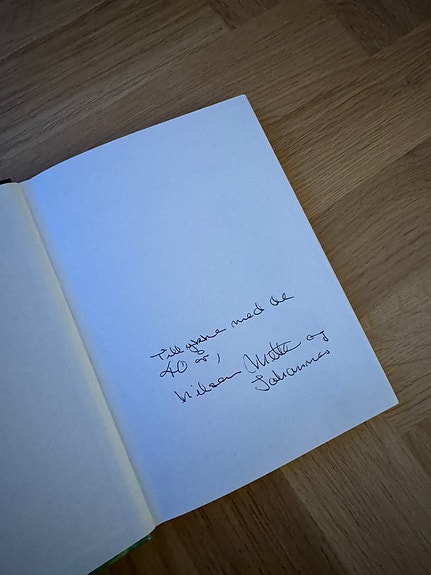 Tillykke med de
40 år,
hilsen Mette og
Johannes